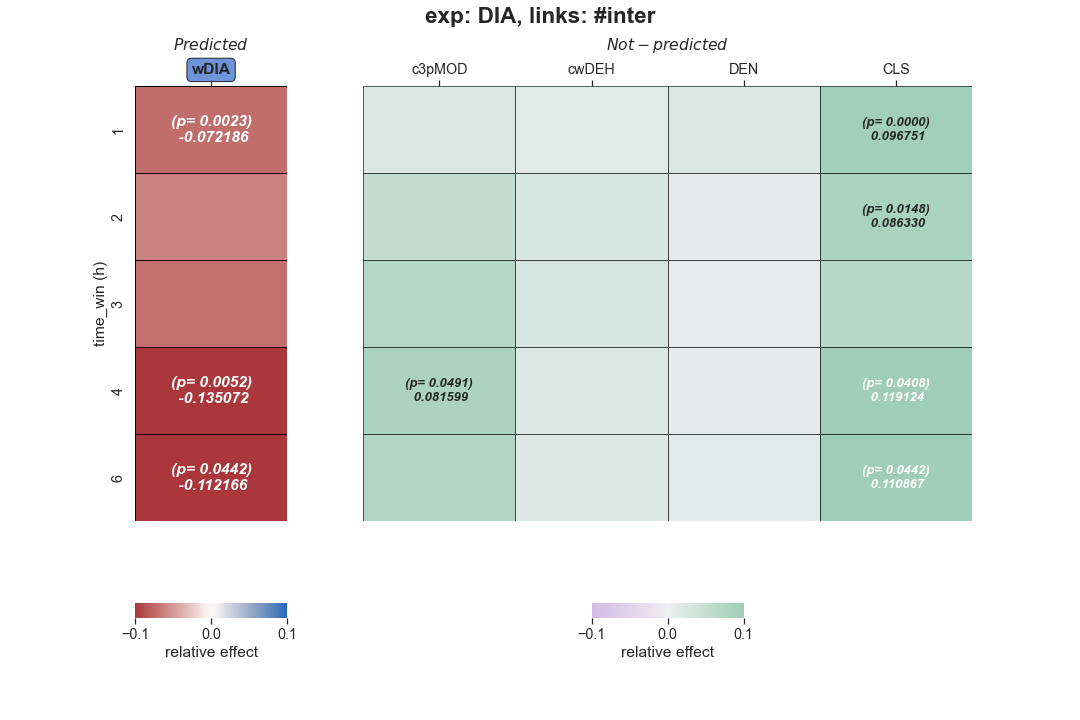 exp: DIA, links: #inter
Predicted
Not − predicted
wDIA
c3pMOD
cwDEH
DEN
CLS
time_win (h)
1
(p= 0.0023)
-0.072186
(p= 0.0000)
0.096751
2
(p= 0.0148)
0.086330
3
4
(p= 0.0052)
-0.135072
(p= 0.0491)
0.081599
(p= 0.0408)
0.119124
6
(p= 0.0442)
-0.112166
(p= 0.0442)
0.110867
−0.1 0.0 0.1
relative effect
−0.1 0.0 0.1
relative effect